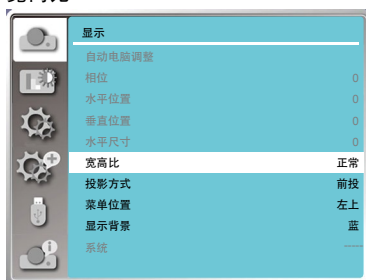 显示
自动电脑调整
相位 0
水平位置 0
垂直位置 0
水平尺寸 0
宽高比 正常
投影方式 前投
菜单位置 左上
显示背景 蓝
系统 -----